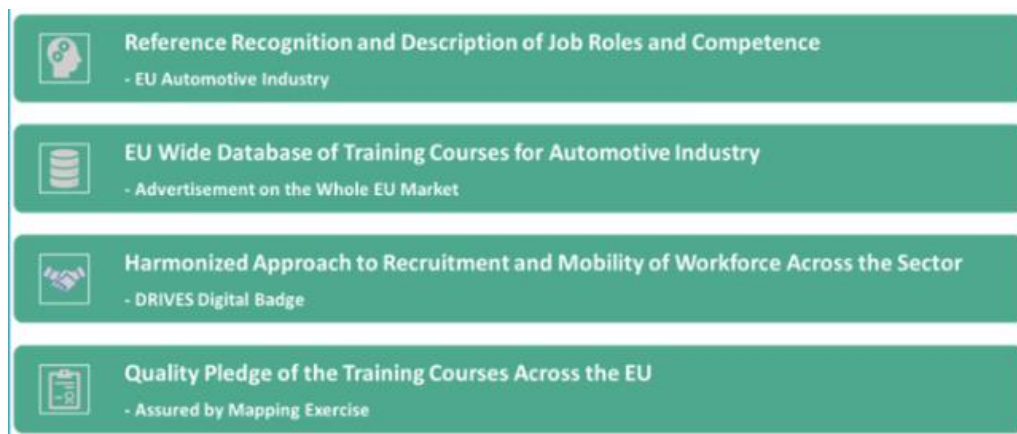 Reference Recognition and Description of Job Roles and Competence
- EU Automotive Industry
EU Wide Database of Training Courses for Automotive Industry
- Advertisement on the Whole EU Market
Harmonized Approach to Recruitment and Mobility of Workforce Across the Sector
- DRIVES Digital Badge
Quality Pledge of the Training Courses Across the EU
- Assured by Mapping Exercise